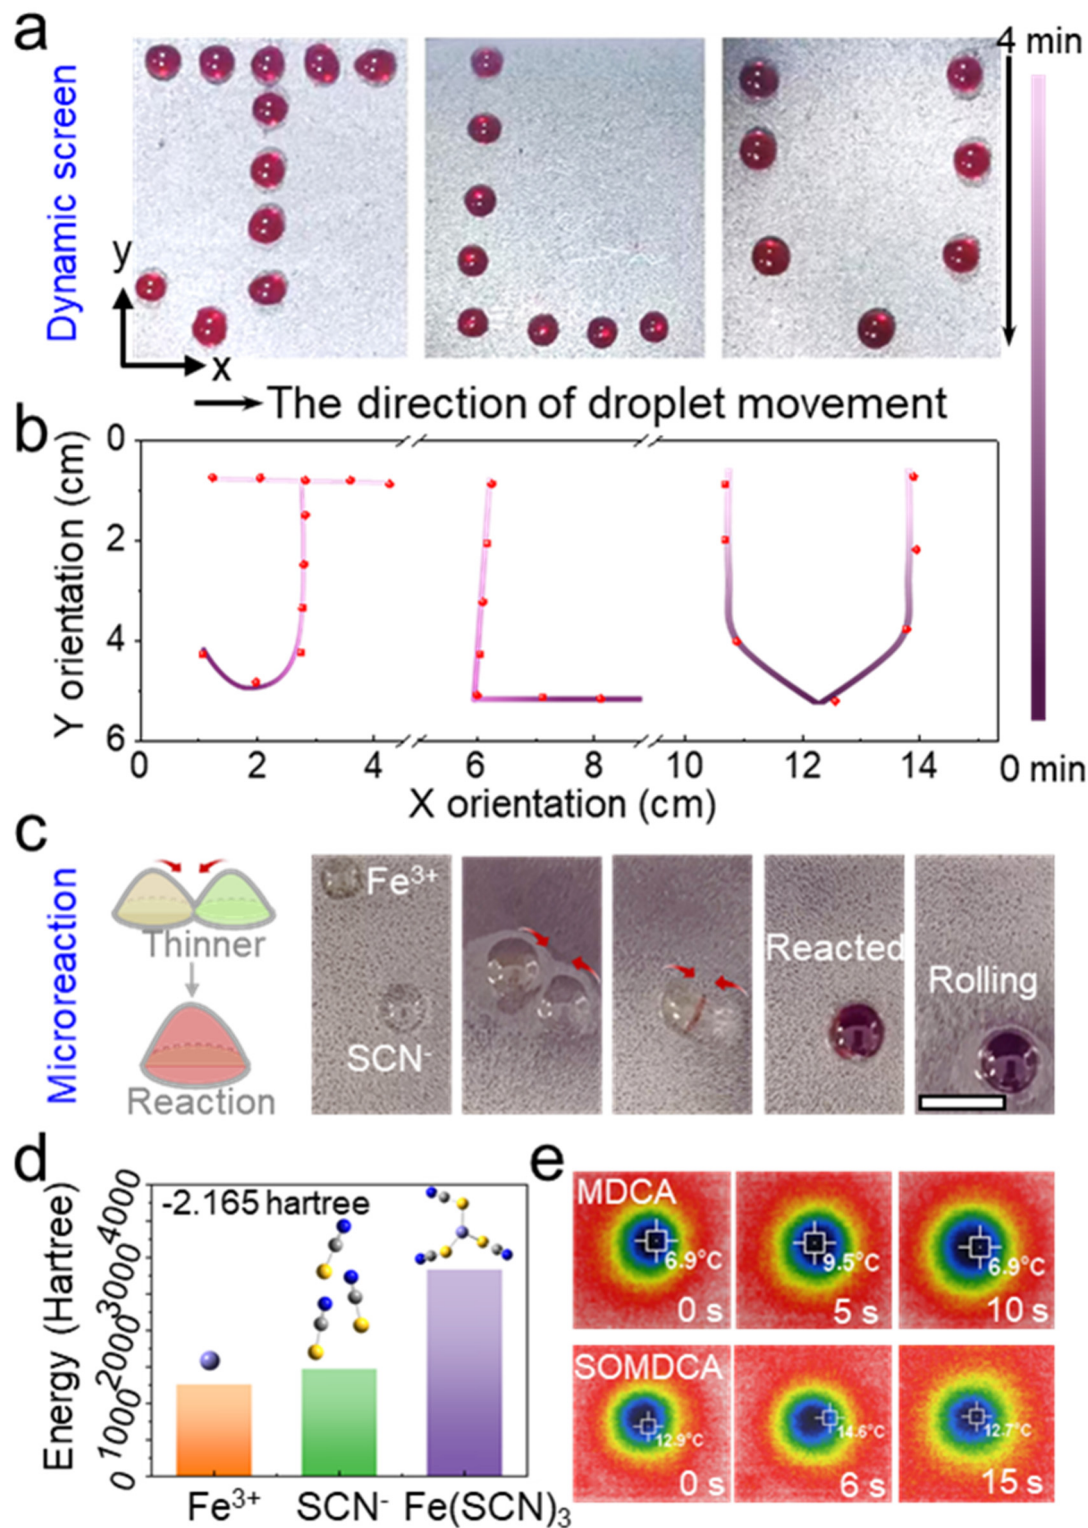 a
Dynamic screen
y
x
4 min
The direction of droplet movement
b
Y orientation (cm)
0
2
4
6
0 2 4 6 8 10 12 14
X orientation (cm)
0 min
c
Microreaction
Thinner
Reaction
Fe³⁺
SCN⁻
Reacted
Rolling
d
Energy (Hartree)
4000
3000
2000
1000
0
-2.165 hartree
Fe³⁺ SCN⁻ Fe(SCN)₃
e
MDCA
6.9°C 9.5°C 6.9°C
0 s 5 s 10 s
SOMDCA
12.9°C 14.6°C 12.7°C
0 s 6 s 15 s